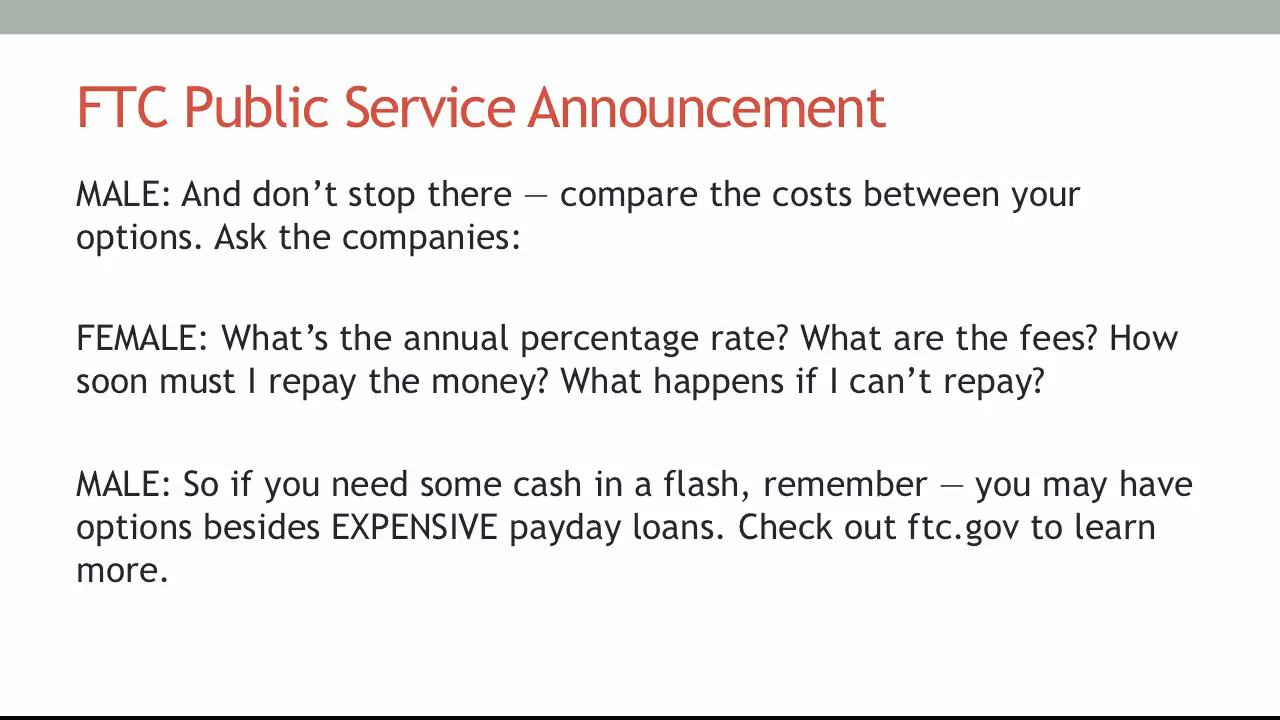 FTC Public Service Announcement
MALE: And don’t stop there — compare the costs between your
options. Ask the companies:
FEMALE: What’s the annual percentage rate? What are the fees? How
soon must I repay the money? What happens if I can’t repay?
MALE: So if you need some cash in a flash, remember — you may have
options besides EXPENSIVE payday loans. Check out ftc.gov to learn
more.